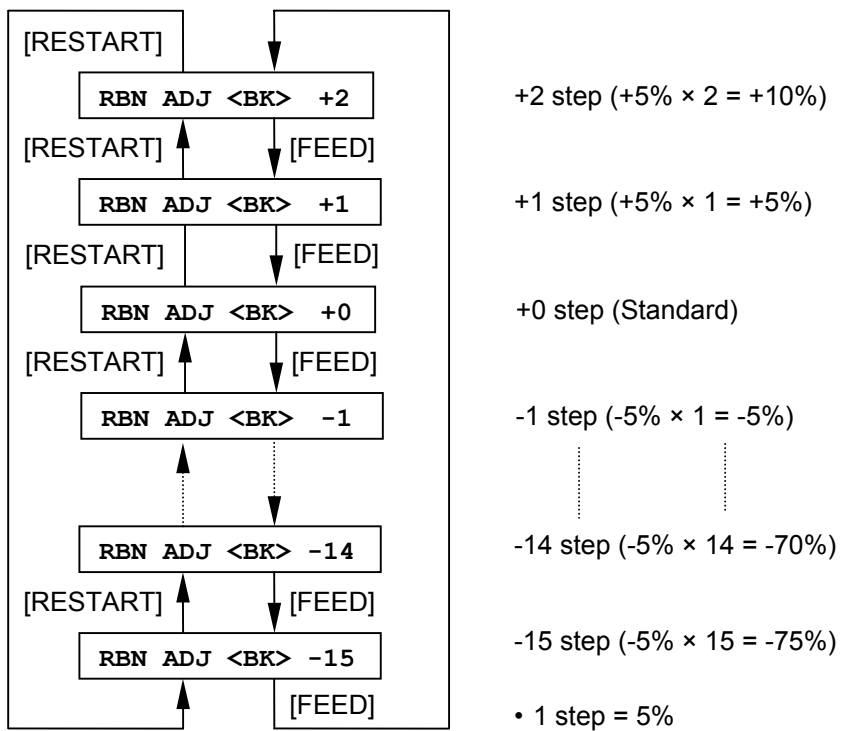 [RESTART]
RBN ADJ <BK> +2 +2 step (+5% × 2 = +10%)
[RESTART] [FEED]
RBN ADJ <BK> +1 +1 step (+5% × 1 = +5%)
[RESTART] [FEED]
RBN ADJ <BK> +0 +0 step (Standard)
[RESTART] [FEED]
RBN ADJ <BK> -1 -1 step (-5% × 1 = -5%)
RBN ADJ <BK> -14 -14 step (-5% × 14 = -70%)
[RESTART] [FEED]
RBN ADJ <BK> -15 -15 step (-5% × 15 = -75%)
[FEED] • 1 step = 5%